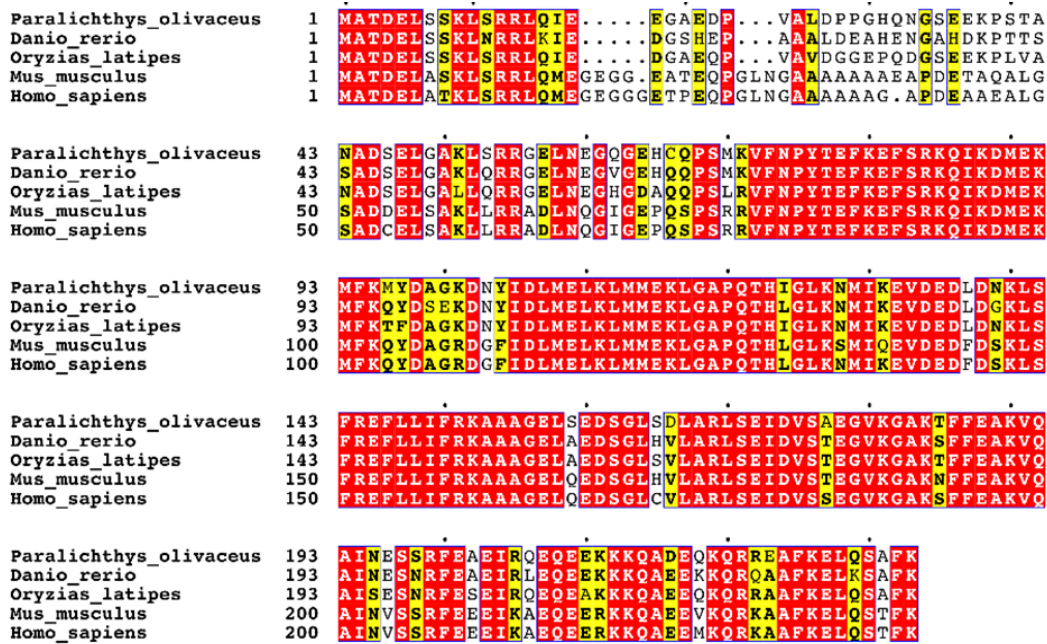 Paralichthys_olivaceus 1 MATDELSSKLSRRLQIE.....EGAEDP...VALDPPGHQNGSEEKPSTA
Danio_rerio 1 MATDELSSKLNRRLKIE.....DGSHEP...AAALDEAHENGAHDKPTTS
Oryzias_latipes 1 MATDELSSKLSRRLQIE.....DGAEQP...VAVDGGEPQDGSEEKPLVA
Mus_musculus 1 MATDELASKLSRRLQMEGEGG.EATEQPGLNGAAAAAAAEAPDETAQALG
Homo_sapiens 1 MATDELATKLSRRLQMEGEGGGETPEQPGLNGAAAAAAG.APDEAAEALG
Paralichthys_olivaceus 43 NADSELGAKLSRRGELNEGQGEHCQPSMKVFNPYTEFKEFSRKQIKDMEK
Danio_rerio 43 SADSELGAKLQRRGELNEGVGEHCQPSMKVFNPYTEFKEFSRKQIKDMEK
Oryzias_latipes 43 NADSELGALLQRRGELNEGHGDAQQPSLRVFNPYTEFKEFSRKQIKDMEK
Mus_musculus 50 SADDELSAKLLRRADLNQGIGEPQSPSRRVFNPYTEFKEFSRKQIKDMEK
Homo_sapiens 50 SADCELSAKLLRRADLNQGIGEPQSPSRRVFNPYTEFKEFSRKQIKDMEK
Paralichthys_olivaceus 93 MFKMYDAGKDNYIDLMELKLMMEKLGAPQTHIGLKNMIKEVDEDLDNKLS
Danio_rerio 93 MFKQYDSEKDNYIDLMELKLMMEKLGAPQTHLGLKNMIKEVDEDLDGKLS
Oryzias_latipes 93 MFKTFDAGKDNYIDLMELKLMMEKLGAPQTHIGLKNMIKEVDEDLDNKLS
Mus_musculus 100 MFKQYDAGRDGFIDLMELKLMMEKLGAPQTHLGLKSMIQEVDEDFDSKLS
Homo_sapiens 100 MFKQYDAGRDGFIDLMELKLMMEKLGAPQTHLGLKNMIKEVDEDFDSKLS
Paralichthys_olivaceus 143 FREFLLIFRKAAAGELSEDSGLSDLARLSEIDVSAEGVKGAKTFFEAKVQ
Danio_rerio 143 FREFLLIFRKAAAGELAEDSGLHVLARLSEIDVSTEGVKGAKSFFEAKVQ
Oryzias_latipes 143 FREFLLIFRKAAAGELAEDSGLSVLARLSEIDVSTEGVKGAKTFFEAKVQ
Mus_musculus 150 FREFLLIFRKAAAGELQEDSGLHVLARLSEIDVSTEGVKGAKNFFEAKVQ
Homo_sapiens 150 FREFLLIFRKAAAGELQEDSGLCVLARLSEIDVSSEGVKGAKSFFEAKVQ
Paralichthys_olivaceus 193 AINESSRFEAEIRQEQEEKKKQADEQKQRREAFKELQSAFK
Danio_rerio 193 AINESNRFEAEIRLEQEEKKKQAEEKKQRQAAFKELKSAFK
Oryzias_latipes 193 AISESNRFESEIRQEQEAKKKQAEEQKQRRAAFKELQSAFK
Mus_musculus 200 AINVSSRFEEEIKAEQEERKKQAEEVKQRKAAFKELQSTFK
Homo_sapiens 200 AINVSSRFEEEIKAEQEERKKQAEEMKQRKAAFKELQSTFK